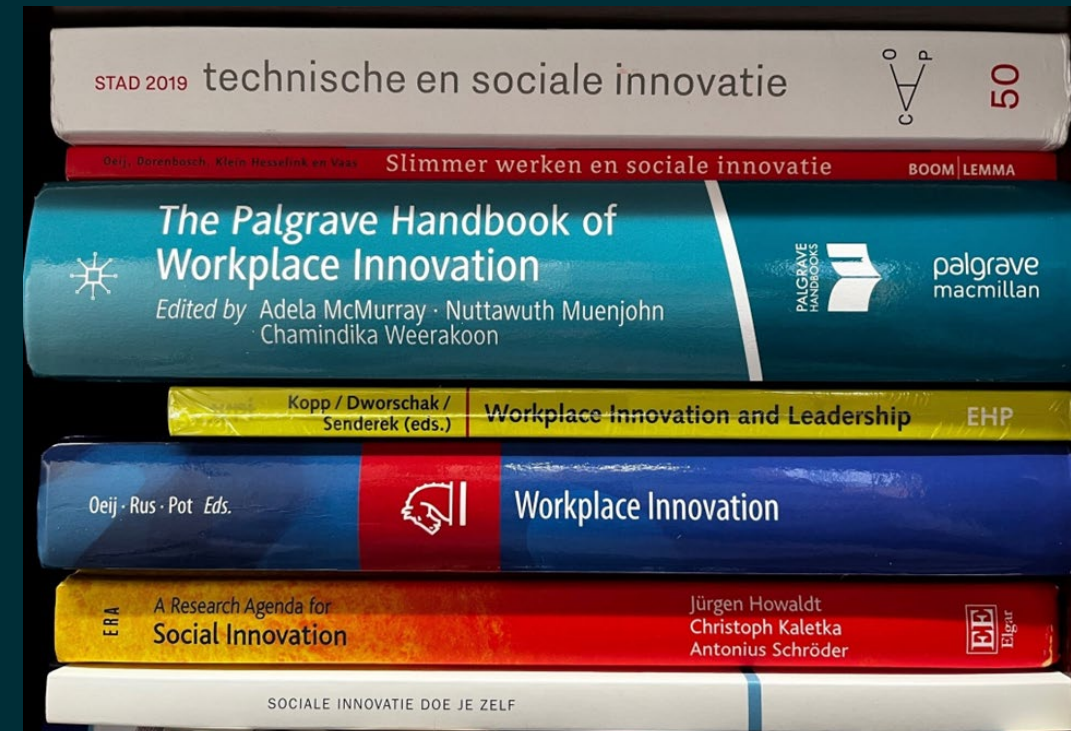 STAD 2019 technische en sociale innovatie CAOP 50
Oeij, Dorenbosch, Klein Hesselink en Vaas Slimmer werken en sociale innovatie BOOM|LEMMA
The Palgrave Handbook of
Workplace Innovation
Edited by Adela McMurray · Nuttawuth Muenjohn
Chamindika Weerakoon
PALGRAVE
HANDBOOKS
palgrave
macmillan
Kopp / Dworschak /
Senderek (eds.)
Workplace Innovation and Leadership
EHP
Oeij · Rus · Pot Eds.
Workplace Innovation
ERA
A Research Agenda for
Social Innovation
Jürgen Howaldt
Christoph Kaletka
Antonius Schröder
EE
Elgar
SOCIALE INNOVATIE DOE JE ZELF